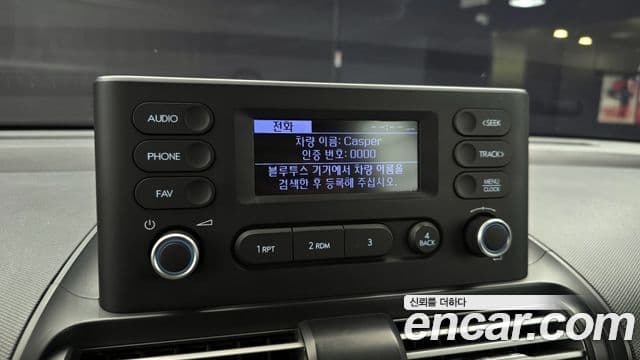 AUDIO
PHONE
FAV
전화
차량 이름: Casper
인증 번호: 0000
블루투스 기기에서 차량 이름을
검색한 후 등록해 주십시오.
<SEEK
TRACK>
MENU
CLOCK
1 RPT
2 RDM
3
4
BACK
신뢰를 더하다
encar.com